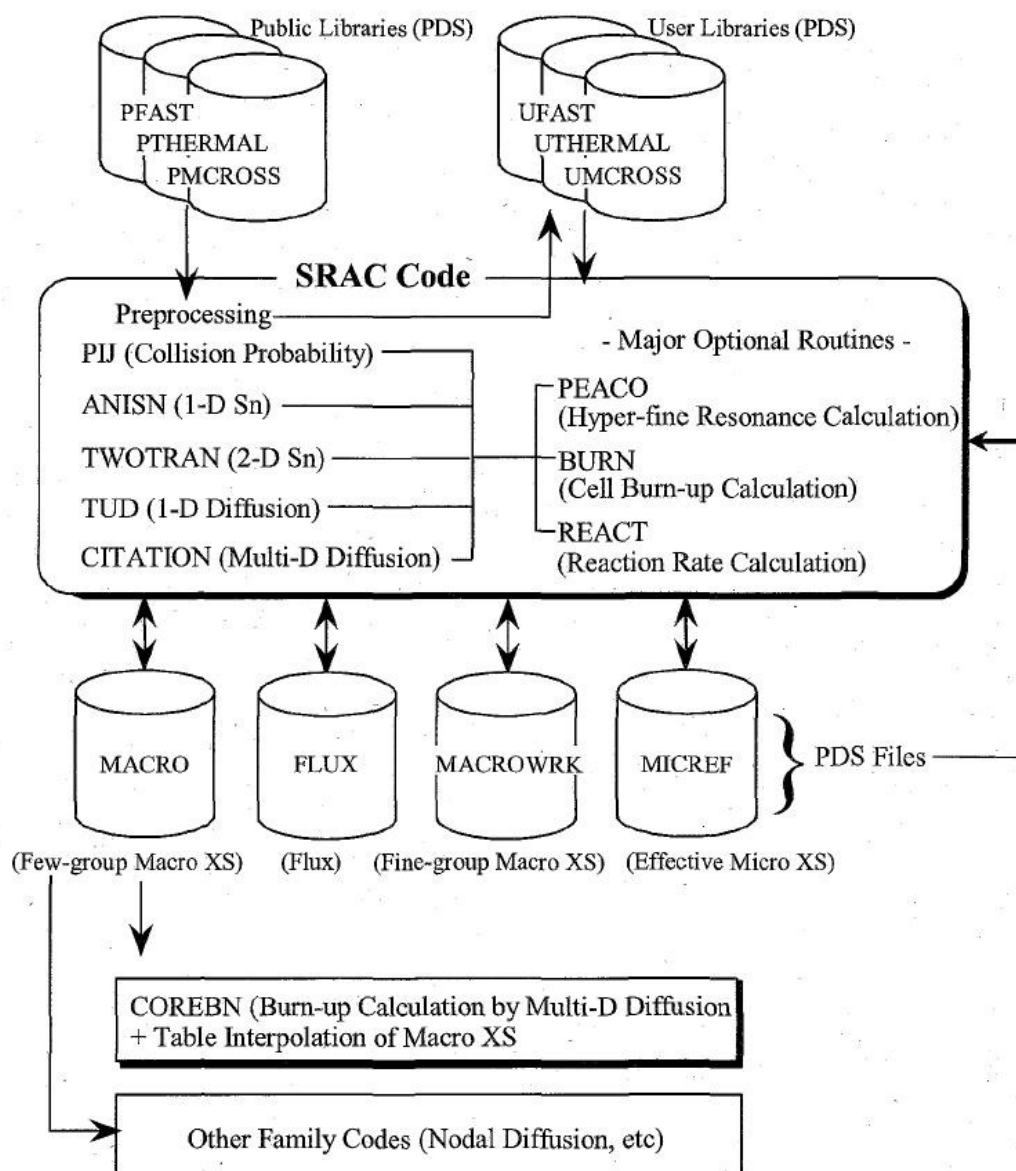 Public Libraries (PDS)
User Libraries (PDS)
PFAST
PTHERMAL
PMCROSS
UFAST
UTHERMAL
UMCROSS
SRAC Code
Preprocessing
PIJ (Collision Probability)
ANISN (1-D Sn)
TWOTRAN (2-D Sn)
TUD (1-D Diffusion)
CITATION (Multi-D Diffusion)
- Major Optional Routines -
PEACO
(Hyper-fine Resonance Calculation)
BURN
(Cell Burn-up Calculation)
REACT
(Reaction Rate Calculation)
MACRO
FLUX
MACROWRK
MICREF
} PDS Files
(Few-group Macro XS)
(Flux)
(Fine-group Macro XS)
(Effective Micro XS)
COREBN (Burn-up Calculation by Multi-D Diffusion
+ Table Interpolation of Macro XS
Other Family Codes (Nodal Diffusion, etc)